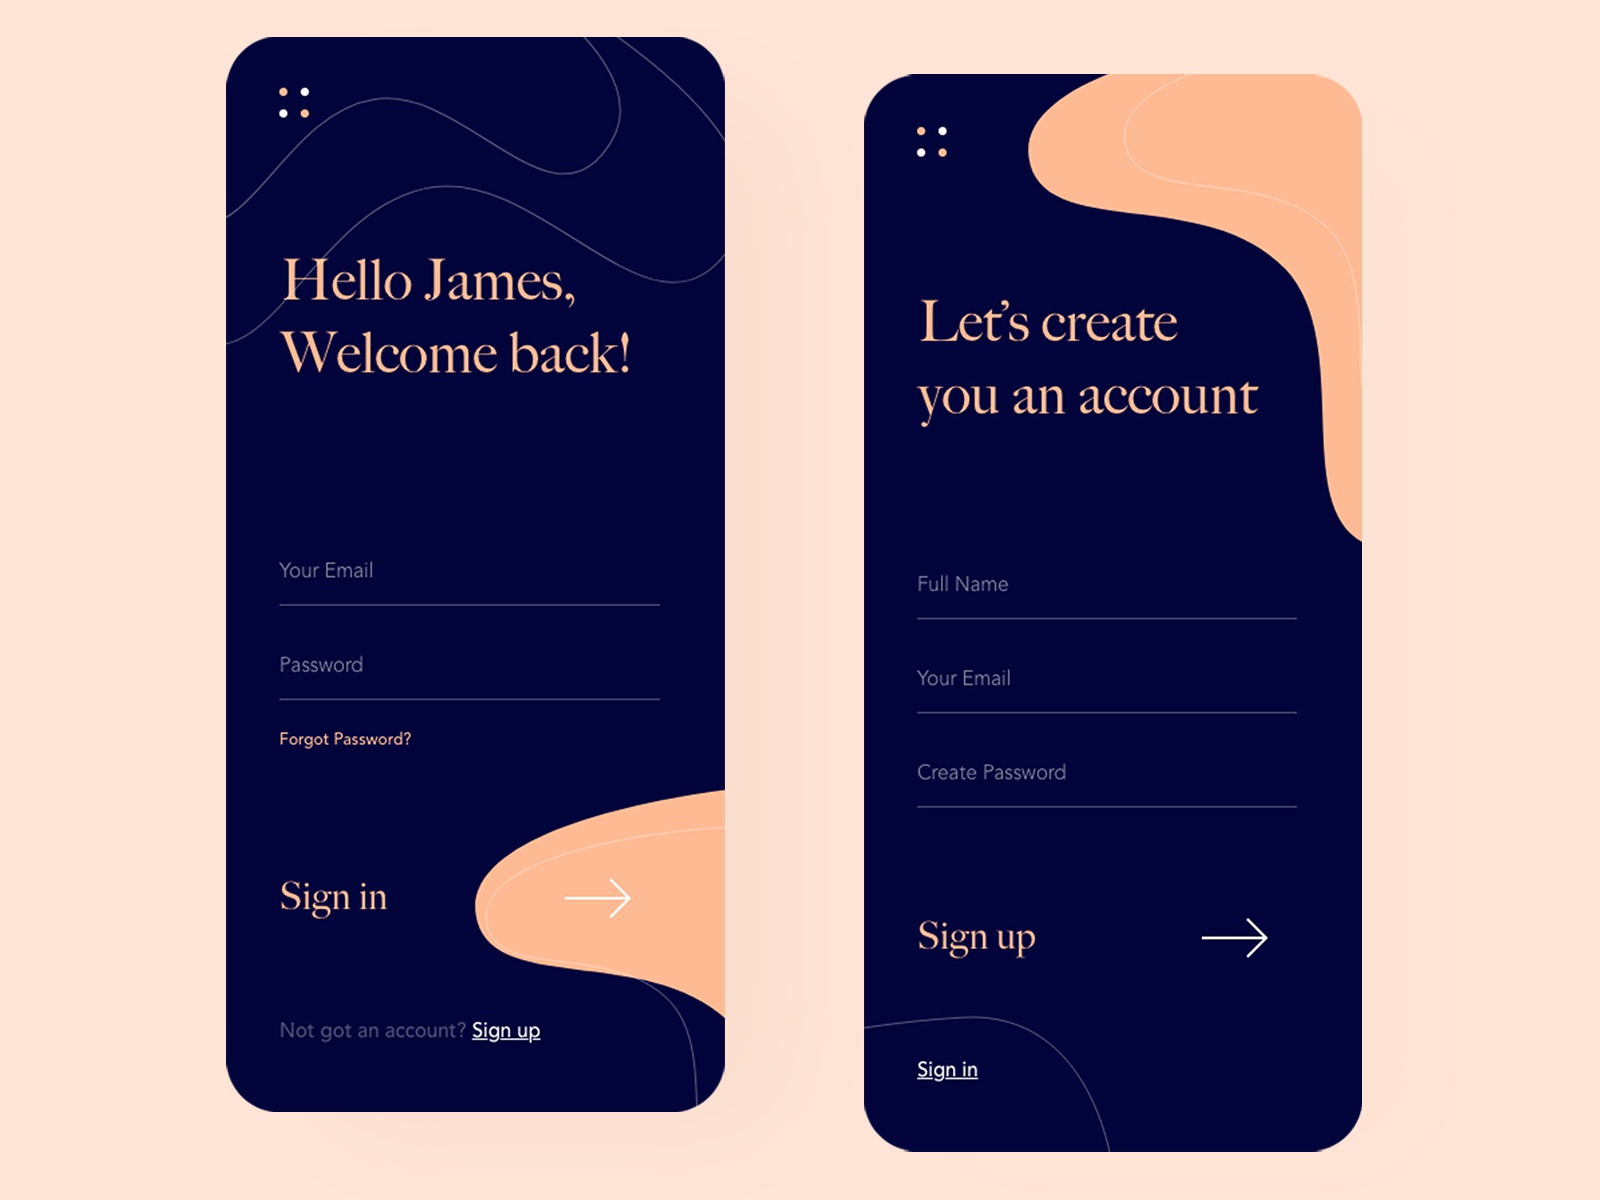 Hello James,
Welcome back!
Your Email
Password
Forgot Password?
Sign in
Not got an account? Sign up
Let’s create
you an account
Full Name
Your Email
Create Password
Sign up
Sign in